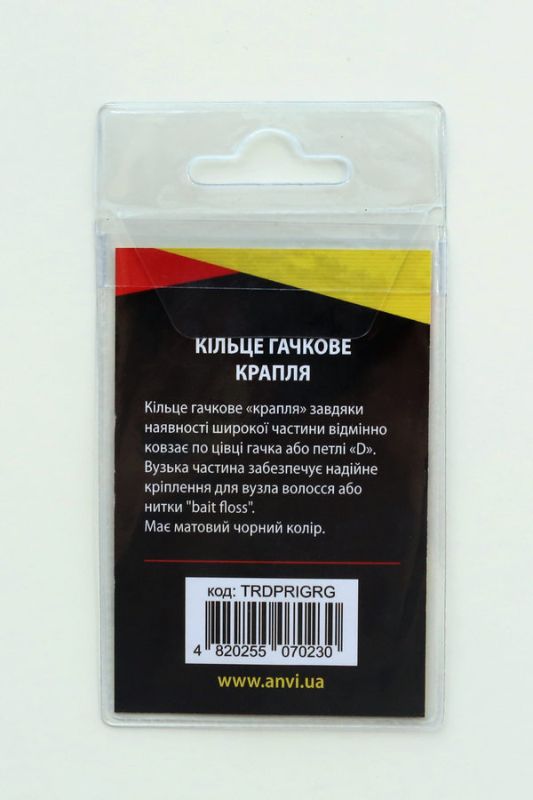 КІЛЬЦЕ ГАЧКОВЕ
КРАПЛЯ
Кільце гачкове «крапля» завдяки
наявності широкої частини відмінно
ковзає по цівці гачка або петлі «D».
Вузька частина забезпечує надійне
кріплення для вузла волосся або
нитки "bait floss".
Має матовий чорний колір.
код: TRDPRIGRG
4 820255 070230
www.anvi.ua